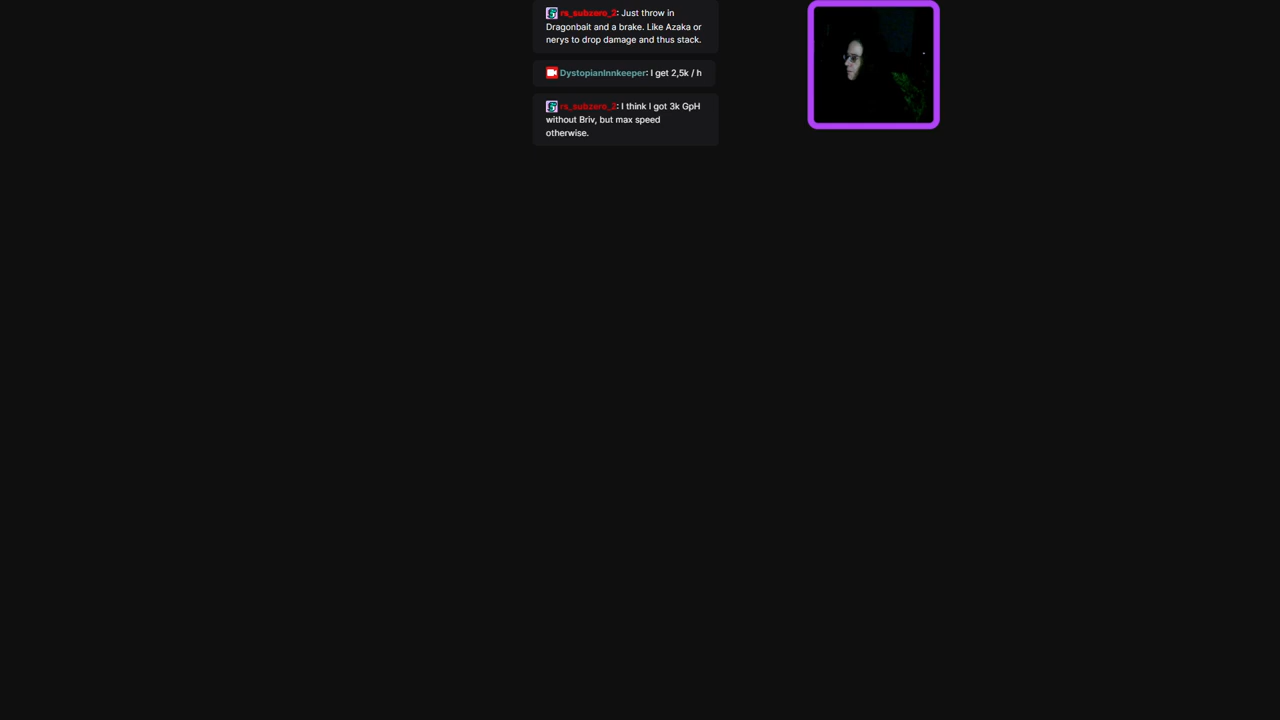 rs_subzero_2: Just throw in
Dragonbait and a brake. Like Azaka or
nerys to drop damage and thus stack.
DystopianInnkeeper: I get 2,5k / h
rs_subzero_2: I think I got 3k GpH
without Briv, but max speed
otherwise.